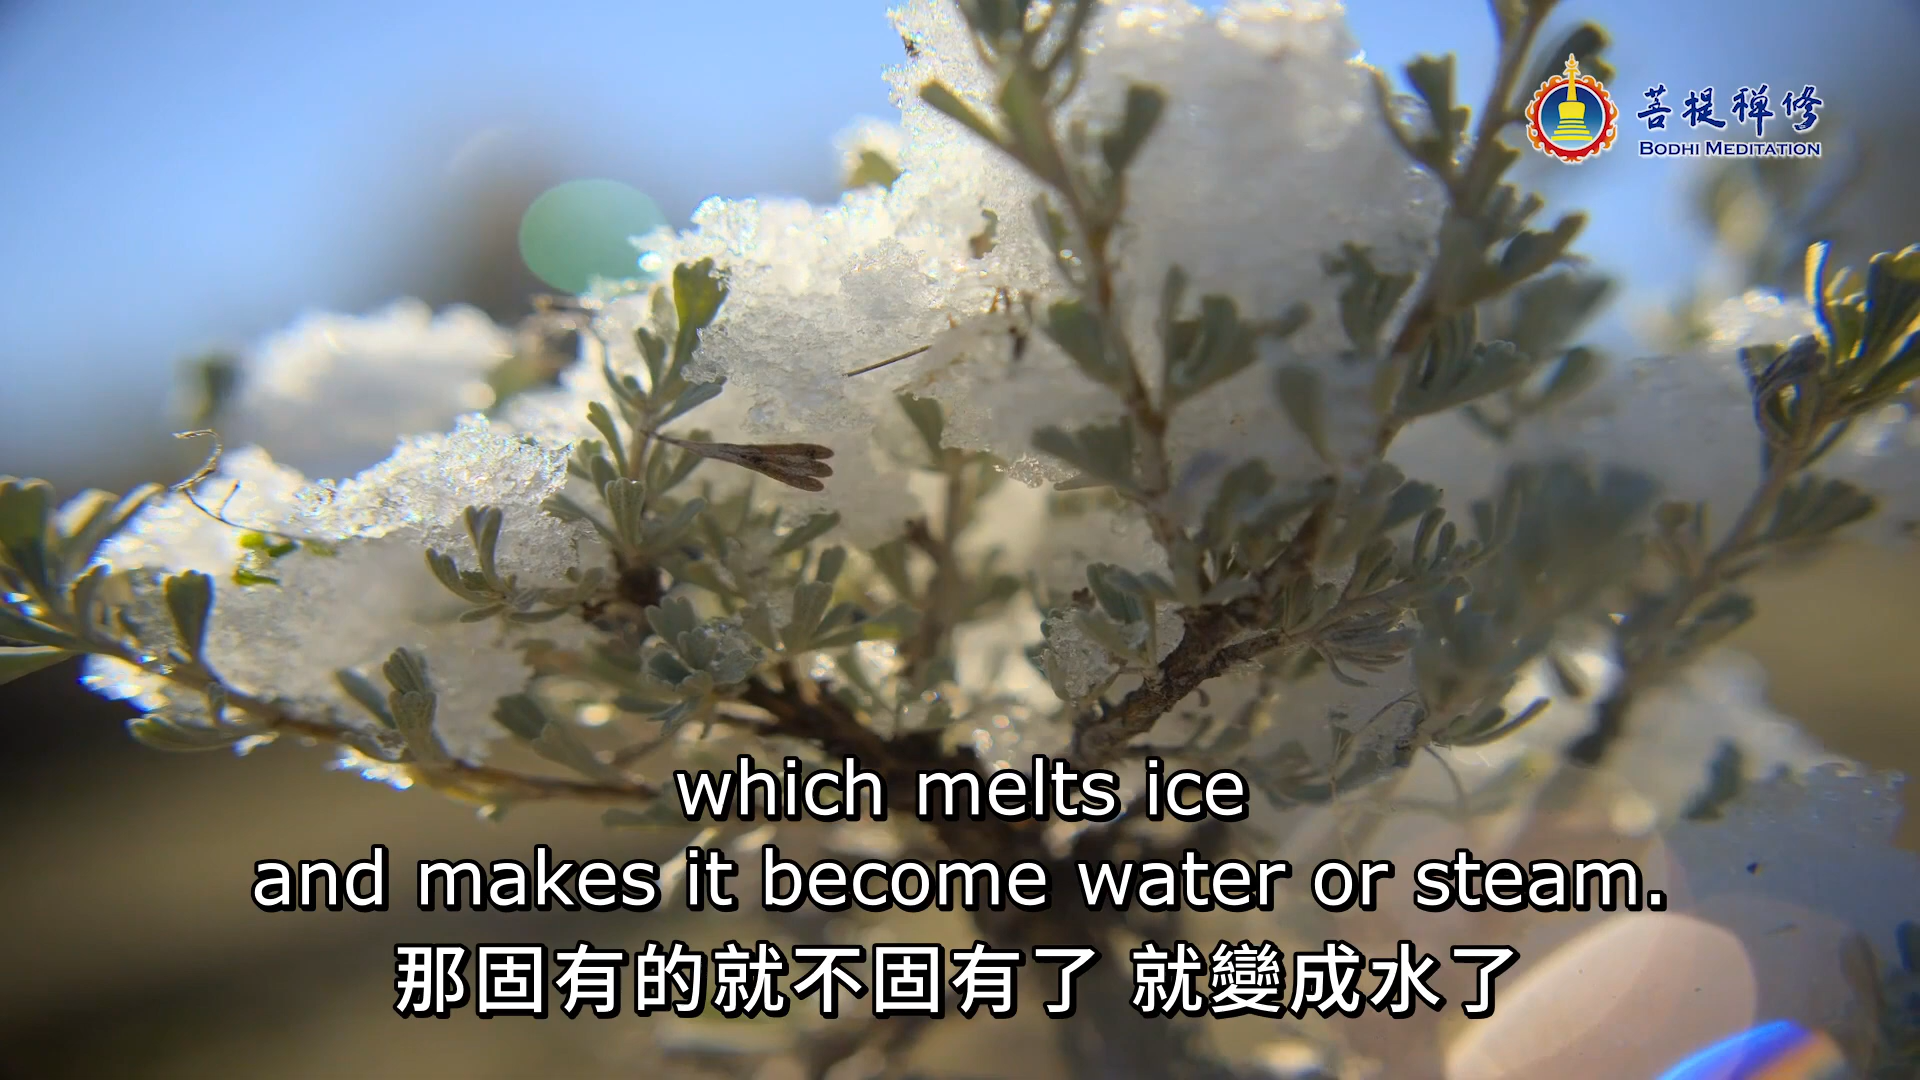 菩提禪修
BODHI MEDITATION
which melts ice
and makes it become water or steam.
那固有的就不固有了 就變成水了